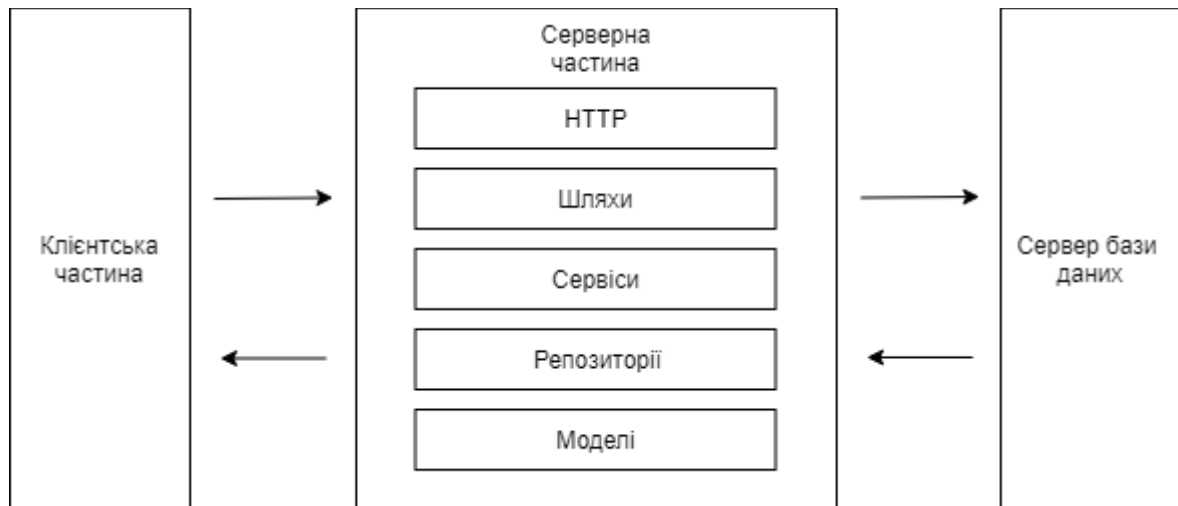 Серверна
частина
HTTP
Шляхи
Клієнтська
частина
Сервер бази
даних
Сервіси
Репозиторії
Моделі